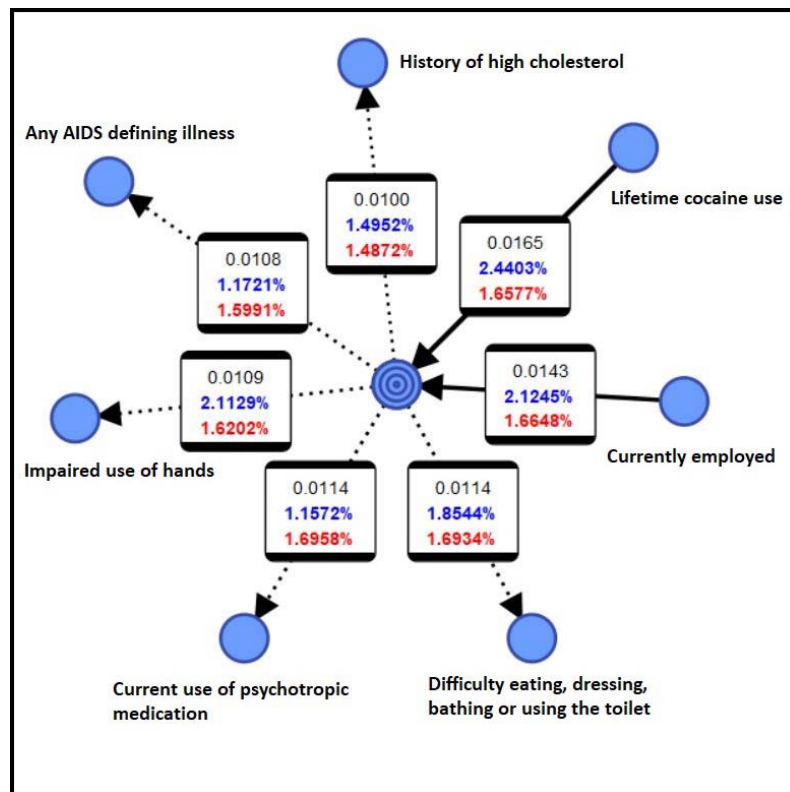 History of high cholesterol
Any AIDS defining illness
Lifetime cocaine use
0.0100
1.4952%
1.4872%
0.0165
2.4403%
1.6577%
0.0108
1.1721%
1.5991%
0.0109
2.1129%
1.6202%
0.0143
2.1245%
1.6648%
Impaired use of hands
Currently employed
0.0114
1.1572%
1.6958%
0.0114
1.8544%
1.6934%
Current use of psychotropic
medication
Difficulty eating, dressing,
bathing or using the toilet